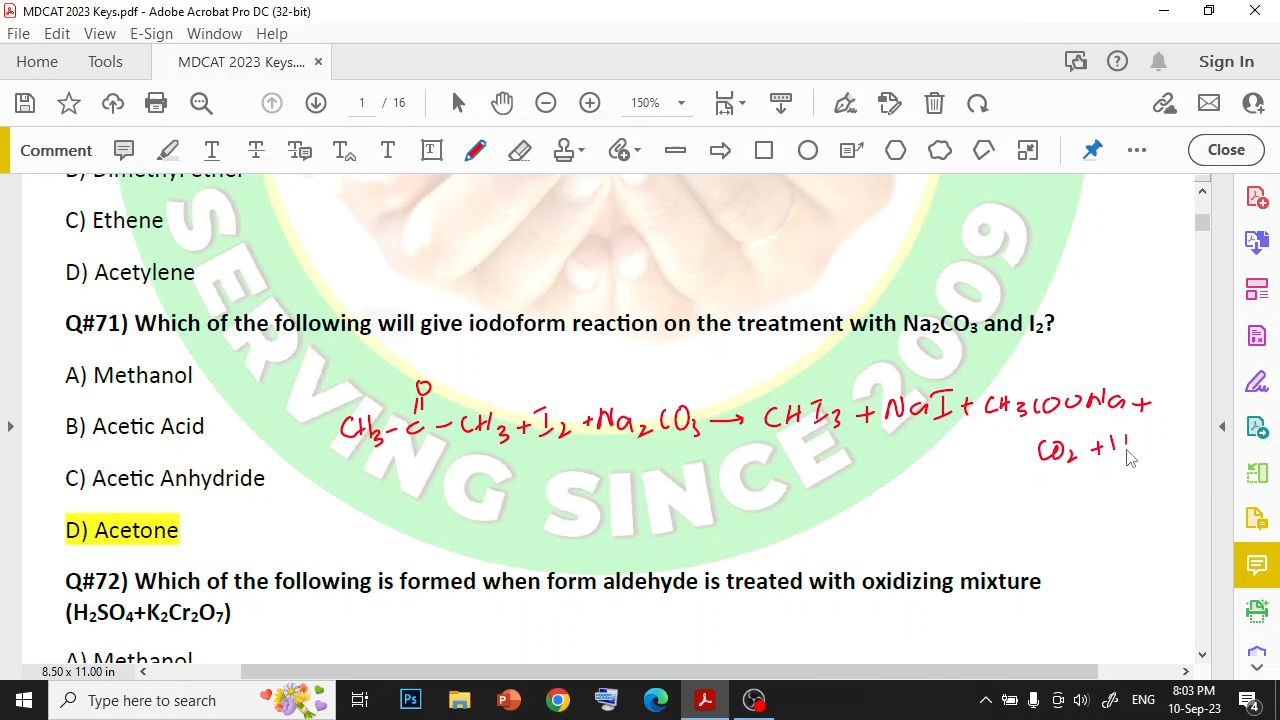 MDCAT 2023 Keys.pdf - Adobe Acrobat Pro DC (32-bit)
File Edit View E-Sign Window Help
Home Tools MDCAT 2023 Keys.... × Sign In
1 / 16 150%
Comment Close
C) Ethene
D) Acetylene
Q#71) Which of the following will give iodoform reaction on the treatment with Na₂CO₃ and I₂?
A) Methanol
O
CH₃-C-CH₃+I₂+Na₂CO₃→CHI₃+NaI+CH₃COONa+
B) Acetic Acid
CO₂+
C) Acetic Anhydride
D) Acetone
Q#72) Which of the following is formed when form aldehyde is treated with oxidizing mixture
(H₂SO₄+K₂Cr₂O₇)
A) Methanol
SERVING SINCE 2009
8.50 x 11.00 in
Type here to search
Ps
ENG
8:03 PM
10-Sep-23
4